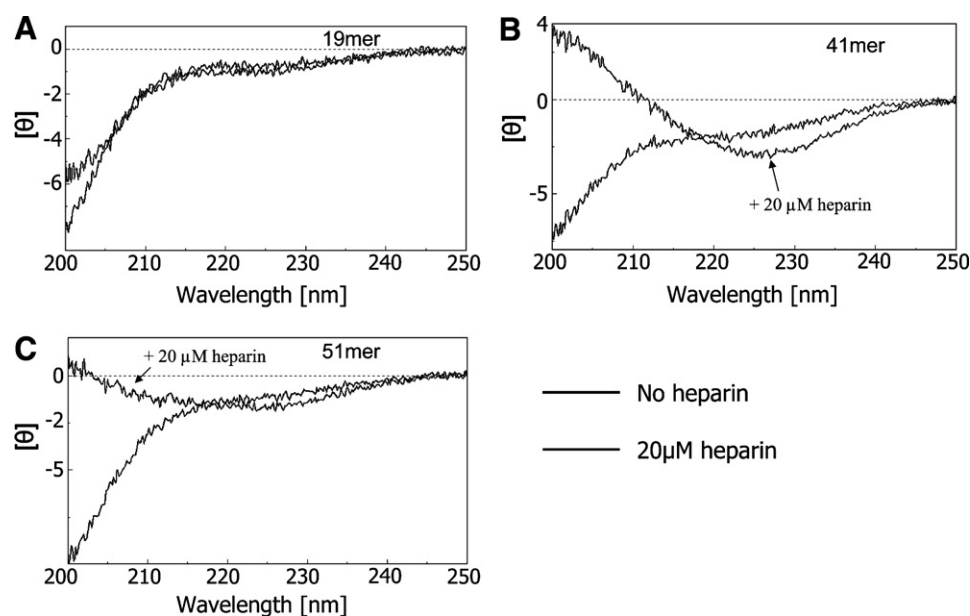 A
19mer
0
-2
-4
-6
[θ]
200 210 220 230 240 250
Wavelength [nm]
B
41mer
4
0
-5
[θ]
+ 20 µM heparin
200 210 220 230 240 250
Wavelength [nm]
C
51mer
+ 20 µM heparin
0
-2
-5
[θ]
200 210 220 230 240 250
Wavelength [nm]
No heparin
20µM heparin